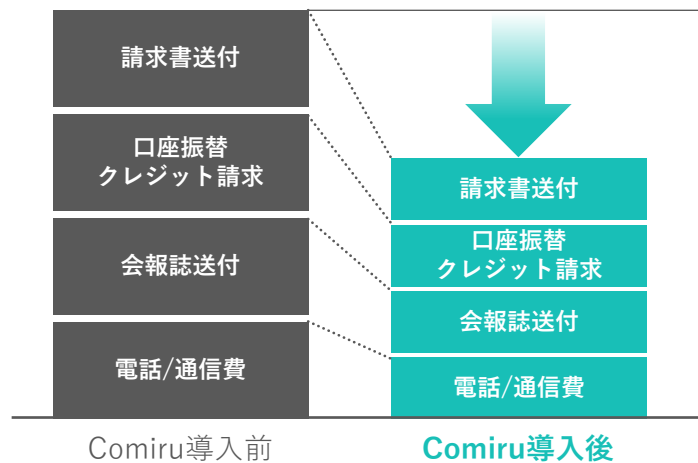 請求書送付
口座振替
クレジット請求
会報誌送付
電話/通信費
Comiru導入前
請求書送付
口座振替
クレジット請求
会報誌送付
電話/通信費
Comiru導入後